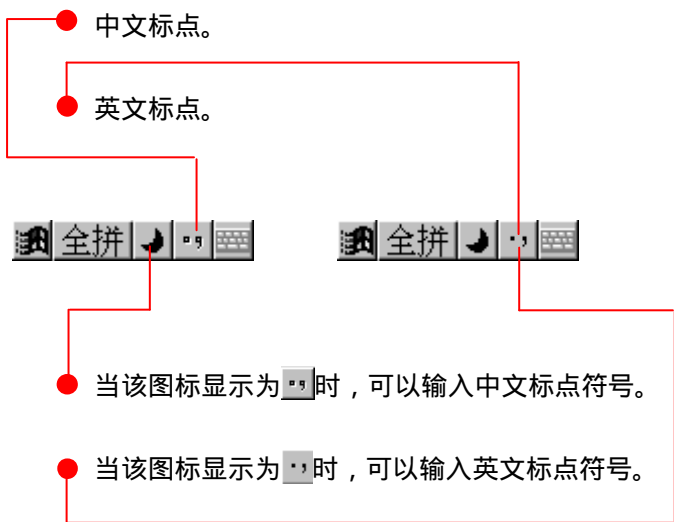 中文标点。
英文标点。
全拼 全拼
当该图标显示为时，可以输入中文标点符号。
当该图标显示为时，可以输入英文标点符号。